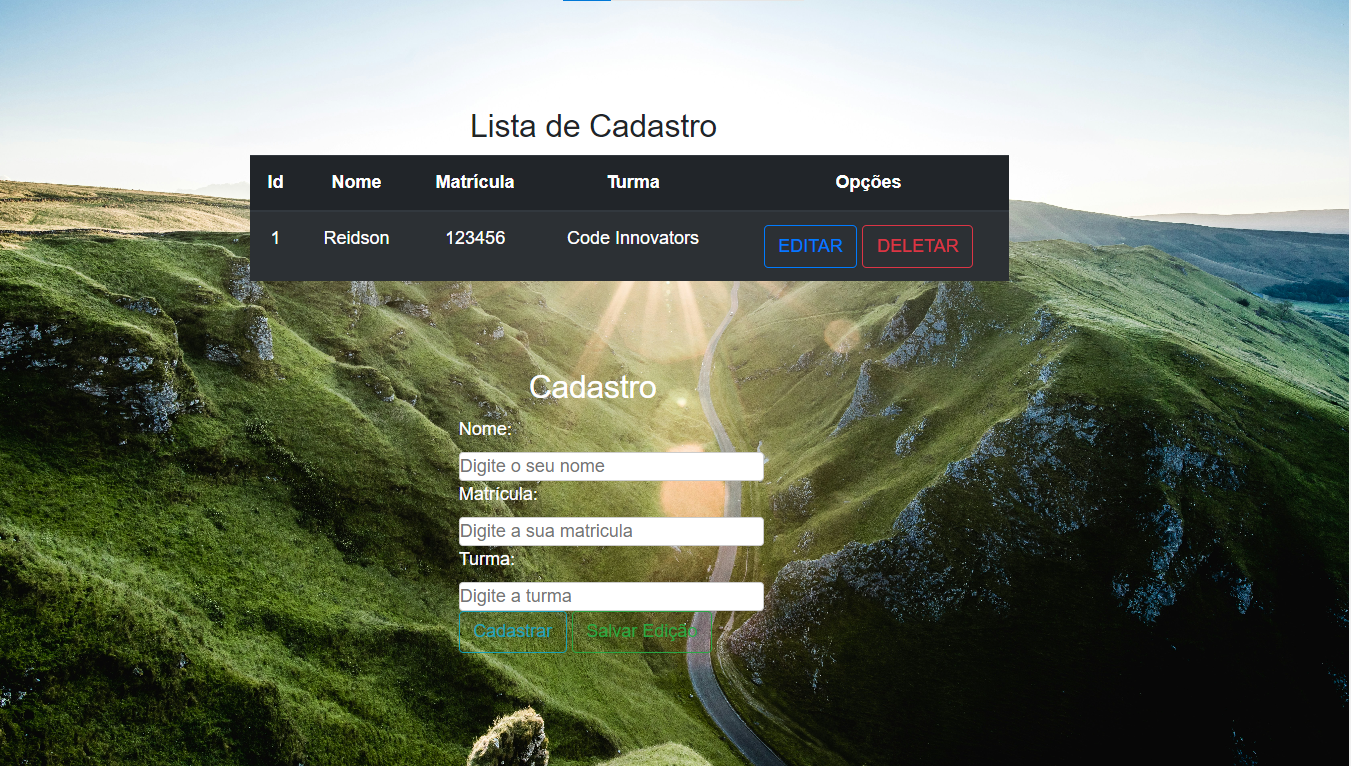 Lista de Cadastro
Id Nome Matrícula Turma Opções
1 Reidson 123456 Code Innovators EDITAR DELETAR
Cadastro
Nome:
Digite o seu nome
Matrícula:
Digite a sua matricula
Turma:
Digite a turma
Cadastrar Salvar Edição